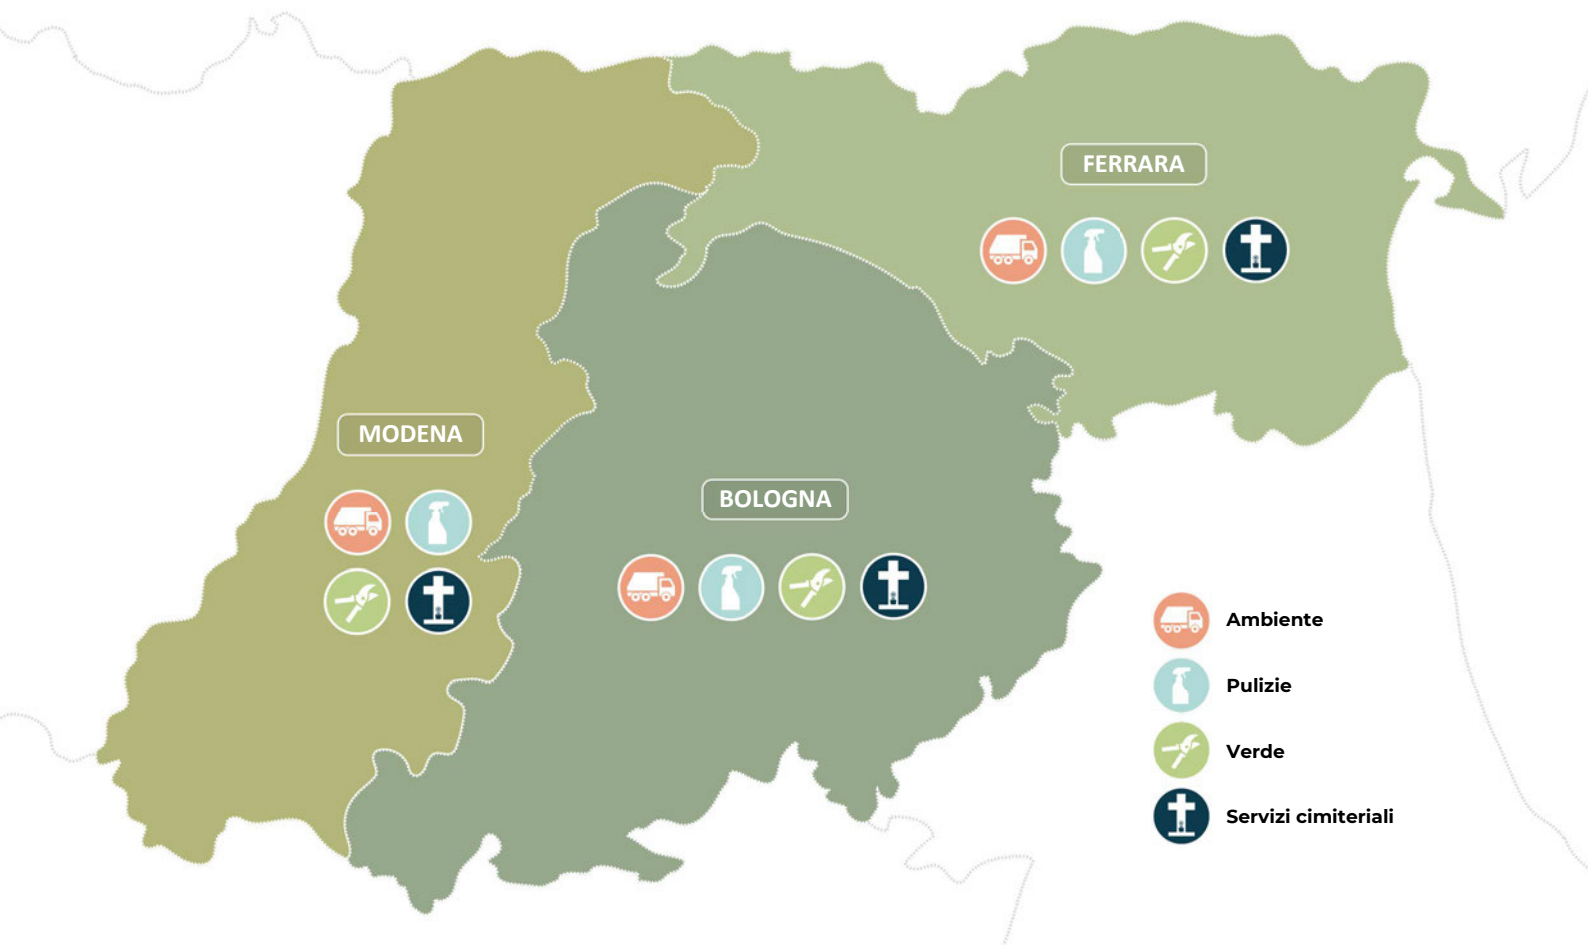 FERRARA
MODENA
BOLOGNA
Ambiente
Pulizie
Verde
Servizi cimiteriali